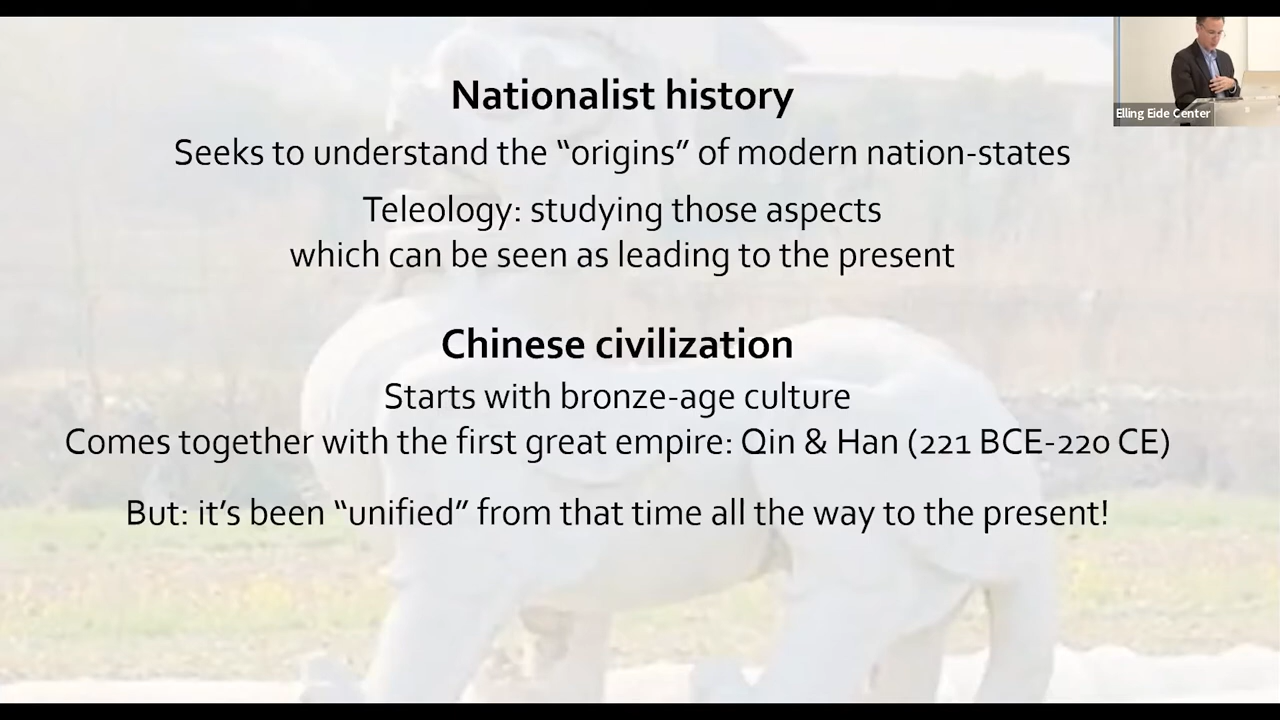 Nationalist history
Seeks to understand the “origins” of modern nation-states
Teleology: studying those aspects
which can be seen as leading to the present
Chinese civilization
Starts with bronze-age culture
Comes together with the first great empire: Qin & Han (221 BCE-220 CE)
But: it’s been “unified” from that time all the way to the present!
Elling Eide Center